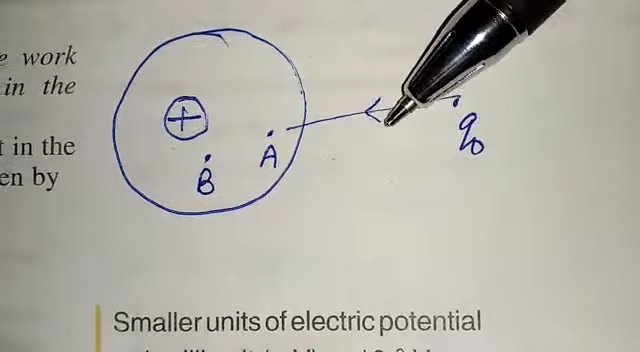 work
in the
t in the
en by
+
A
B
q₀
Smaller units of electric potential